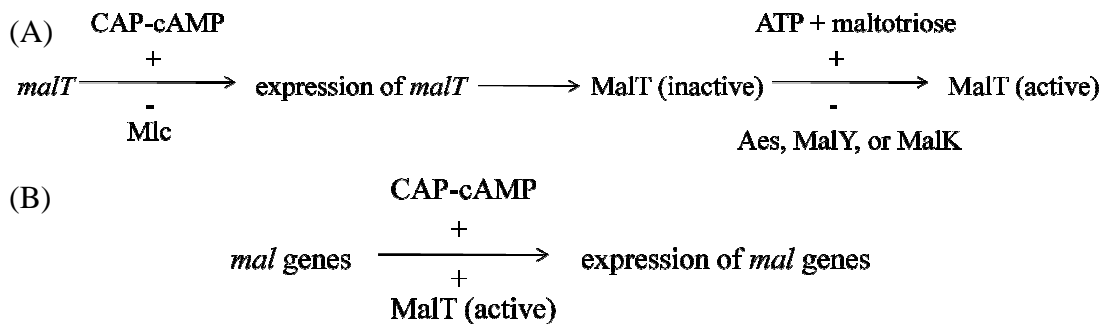 (A)
CAP-cAMP
ATP + maltotriose
+
+
malT
expression of malT
MalT (inactive)
MalT (active)
-
-
Mlc
Aes, MalY, or MalK
(B)
CAP-cAMP
+
mal genes
expression of mal genes
+
MalT (active)